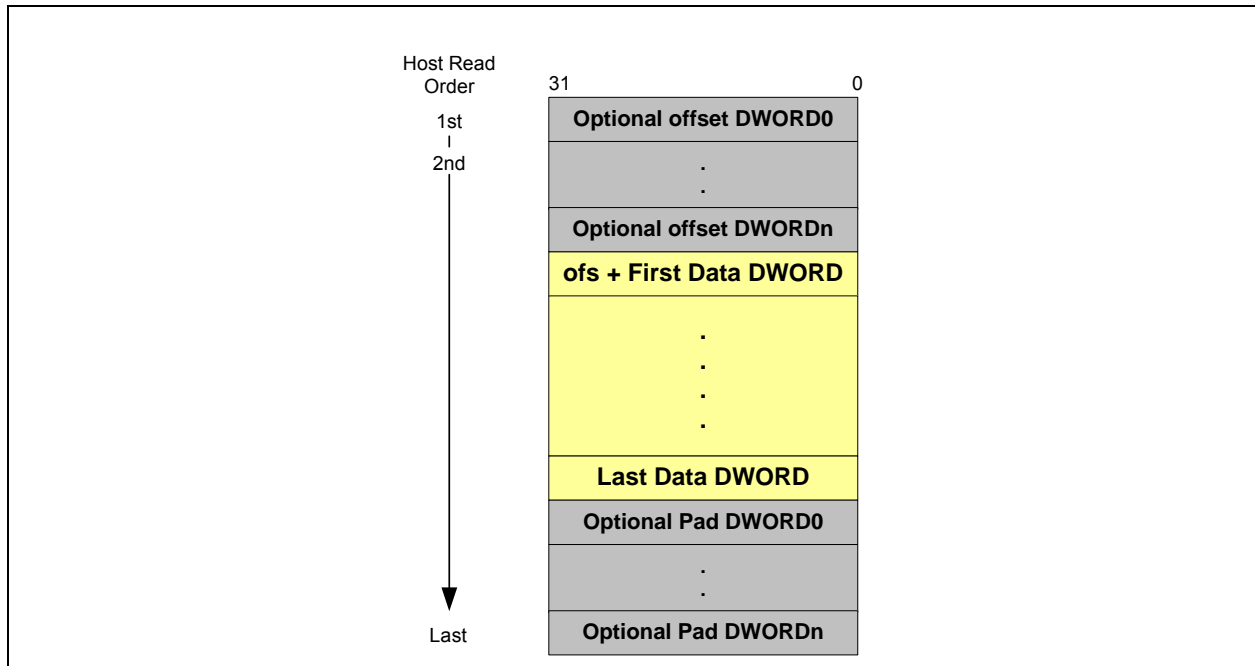 Host Read
Order
31 0
1st
2nd
Optional offset DWORD0
.
.
Optional offset DWORDn
ofs + First Data DWORD
.
.
.
.
Last Data DWORD
Optional Pad DWORD0
.
.
Last
Optional Pad DWORDn